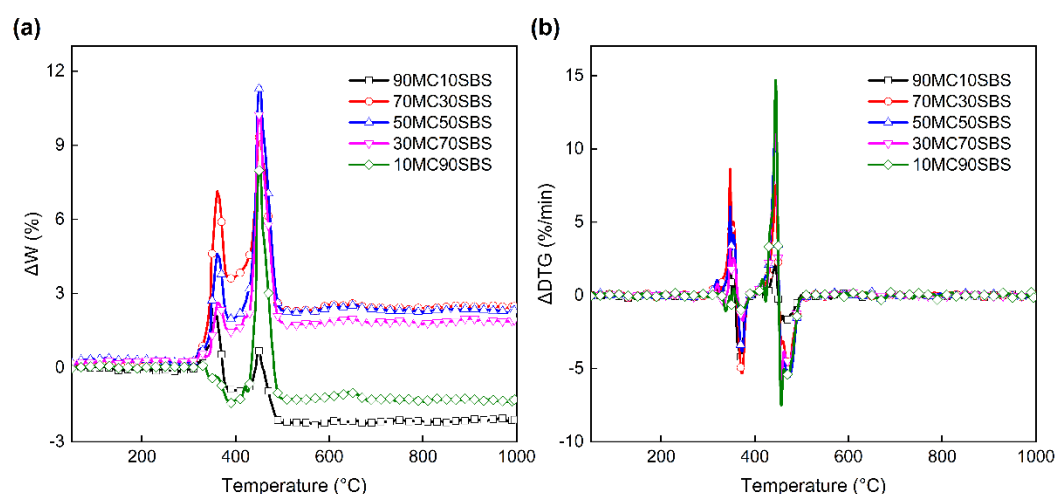 (a)
12
9
6
3
0
-3
ΔW (%)
90MC10SBS
70MC30SBS
50MC50SBS
30MC70SBS
10MC90SBS
200
400
600
800
1000
Temperature (°C)
(b)
15
10
5
0
-5
-10
ΔDTG (%/min)
90MC10SBS
70MC30SBS
50MC50SBS
30MC70SBS
10MC90SBS
200
400
600
800
1000
Temperature (°C)